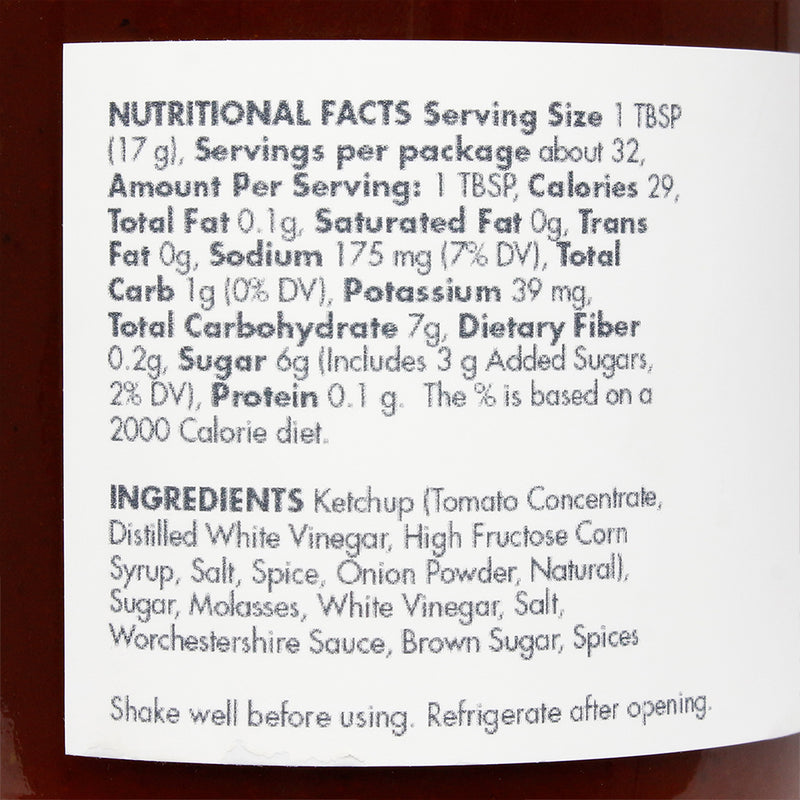 NUTRITIONAL FACTS Serving Size 1 TBSP
(17 g), Servings per package about 32,
Amount Per Serving: 1 TBSP, Calories 29,
Total Fat 0.1g, Saturated Fat 0g, Trans
Fat 0g, Sodium 175 mg (7% DV), Total
Carb 1g (0% DV), Potassium 39 mg,
Total Carbohydrate 7g, Dietary Fiber
0.2g, Sugar 6g (Includes 3 g Added Sugars,
2% DV), Protein 0.1 g. The % is based on a
2000 Calorie diet.
INGREDIENTS Ketchup (Tomato Concentrate,
Distilled White Vinegar, High Fructose Corn
Syrup, Salt, Spice, Onion Powder, Natural),
Sugar, Molasses, White Vinegar, Salt,
Worchestershire Sauce, Brown Sugar, Spices
Shake well before using. Refrigerate after opening.